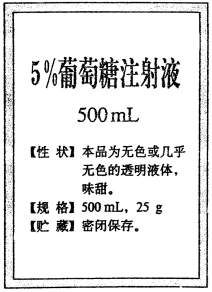 5%葡萄糖注射液
500 mL
【性 状】本品为无色或几乎
无色的透明液体,
味甜。
【规 格】500 mL，25 g
【贮 藏】密闭保存。